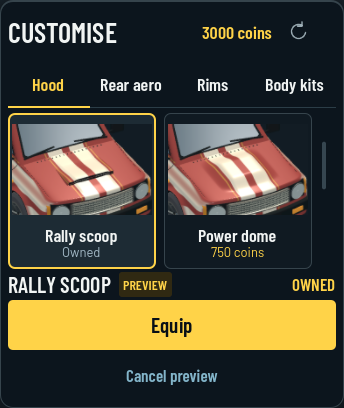 CUSTOMISE 3000 coins
Hood Rear aero Rims Body kits
Rally scoop Power dome
Owned 750 coins
RALLY SCOOP PREVIEW OWNED
Equip
Cancel preview